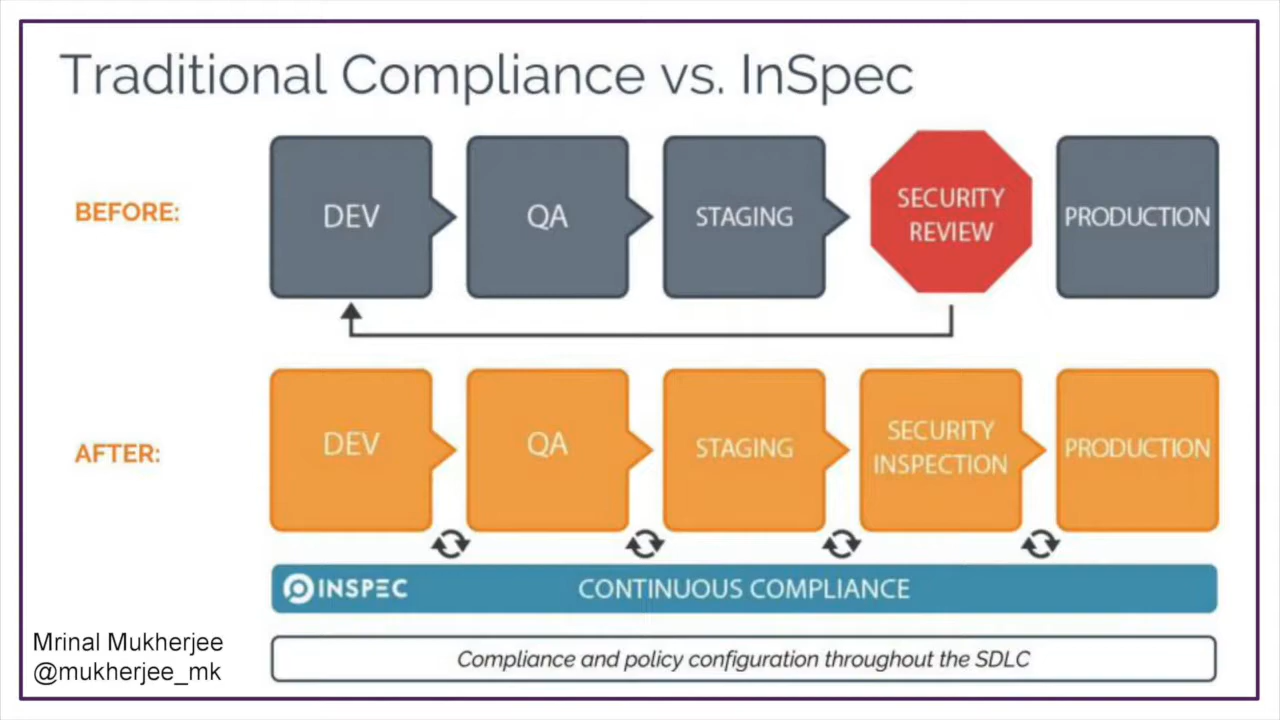 Traditional Compliance vs. InSpec
BEFORE:
DEV
QA
STAGING
SECURITY
REVIEW
PRODUCTION
AFTER:
DEV
QA
STAGING
SECURITY
INSPECTION
PRODUCTION
INSPEC
CONTINUOUS COMPLIANCE
Compliance and policy configuration throughout the SDLC
Mrinal Mukherjee
@mukherjee_mk